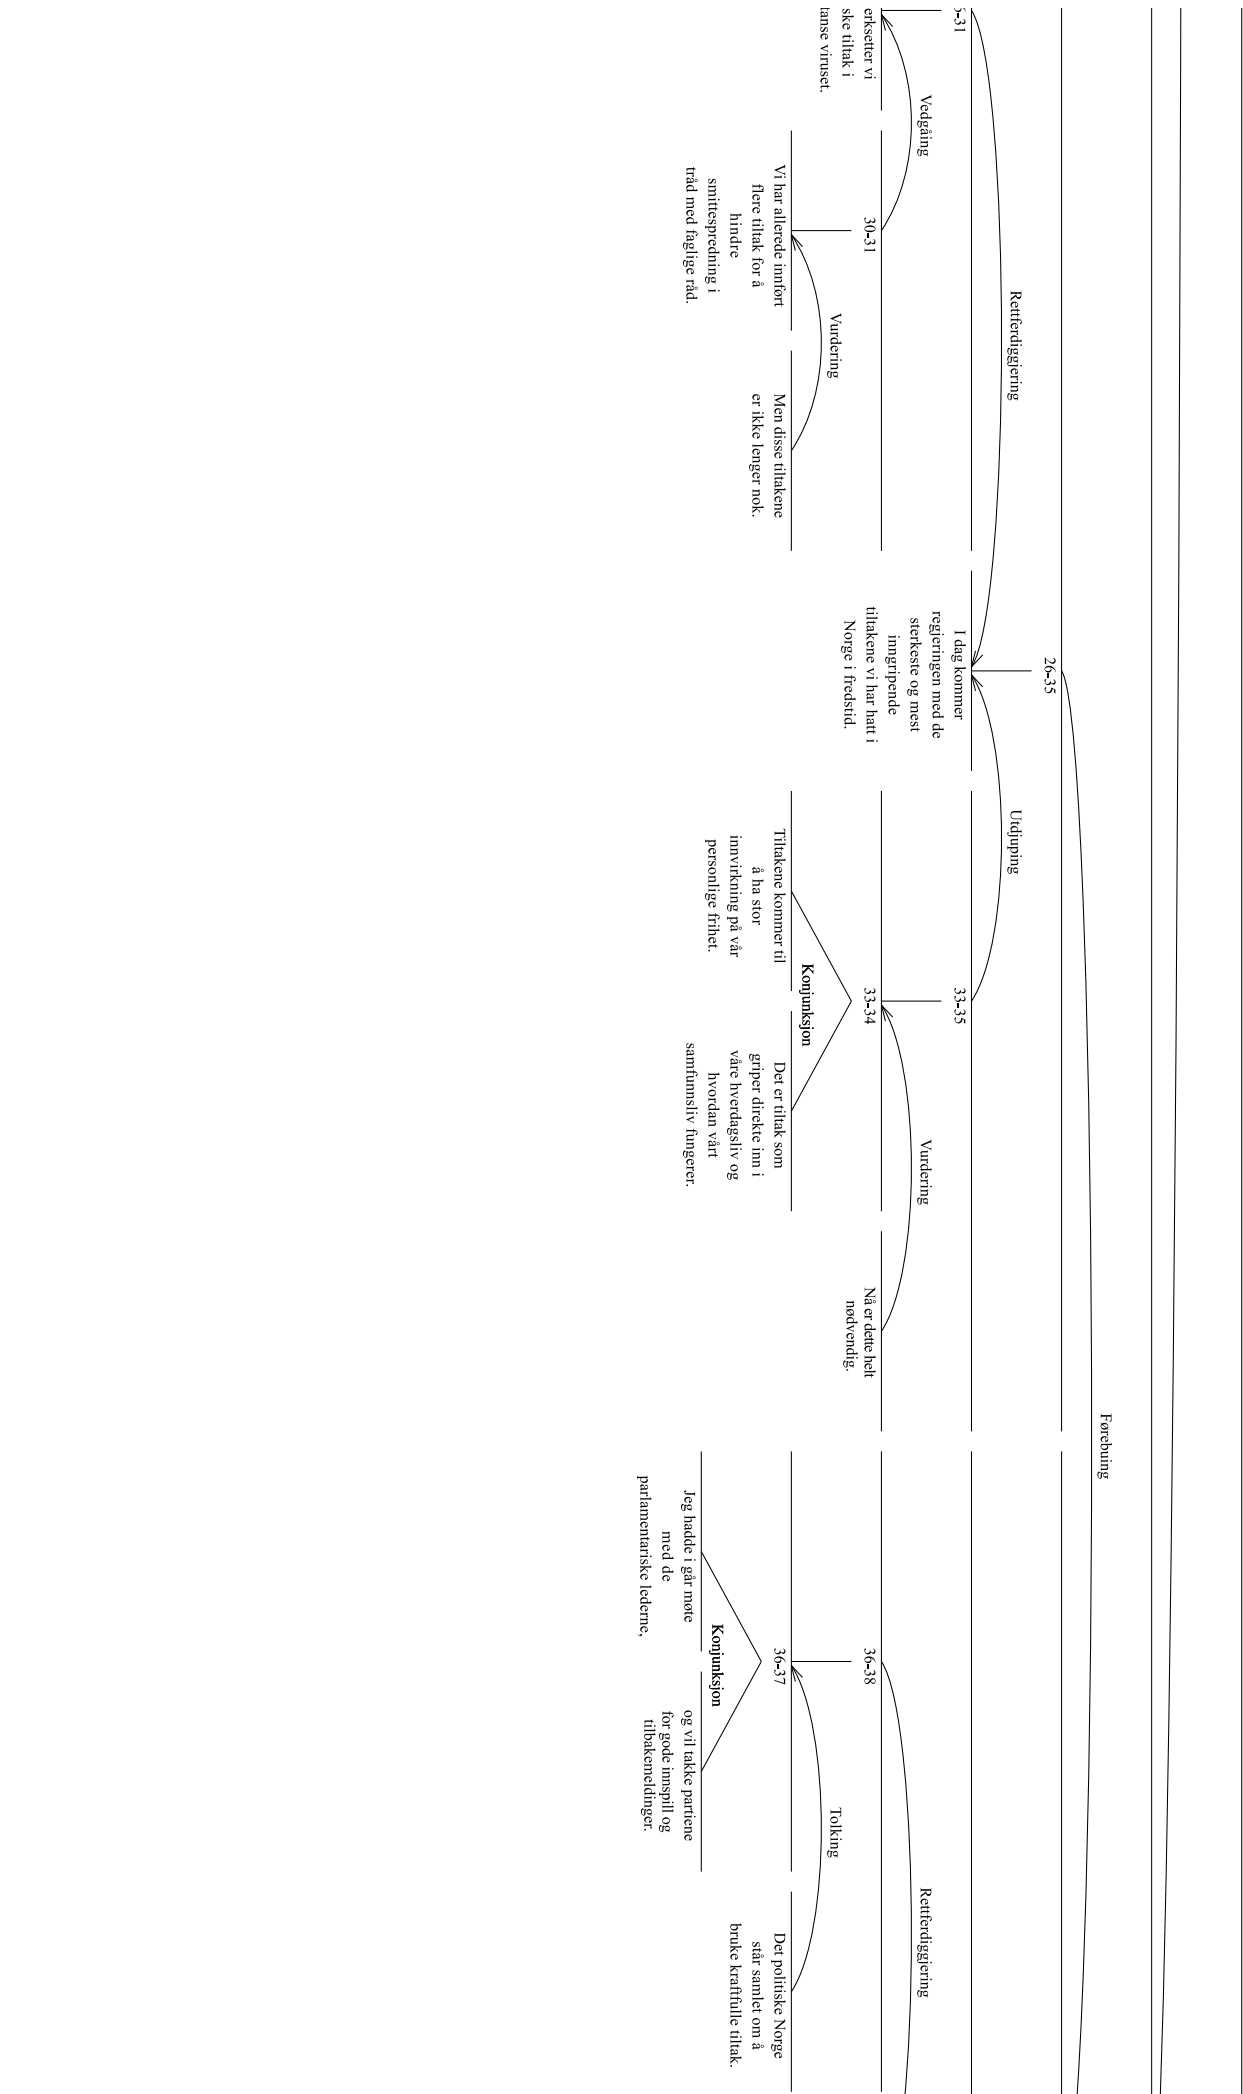 26-35
Førebuing
Rettferdiggjering
Utdjuping
5-31
I dag kommer
regjeringen med de
sterkeste og mest
inngripende
tiltakene vi har hatt i
Norge i fredstid.
33-35
Vedgåing
Vurdering
Rettferdiggjering
erksetter vi
ske tiltak i
anse viruset.
30-31
33-34
Nå er dette helt
nødvendig.
36-38
Vurdering
Konjunksjon
Tolking
Vi har allerede innført
flere tiltak for å
hindre
smittespredning i
tråd med faglige råd.
Men disse tiltakene
er ikke lenger nok.
Tiltakene kommer til
å ha stor
innvirkning på vår
personlige frihet.
Det er tiltak som
griper direkte inn i
våre hverdagsliv og
hvordan vårt
samfunnsliv fungerer.
36-37
Det politiske Norge
står samlet om å
bruke kraftfulle tiltak.
Konjunksjon
Jeg hadde i går møte
med de
parlamentariske lederne,
og vil takke partiene
for gode innspill og
tilbakemeldinger.